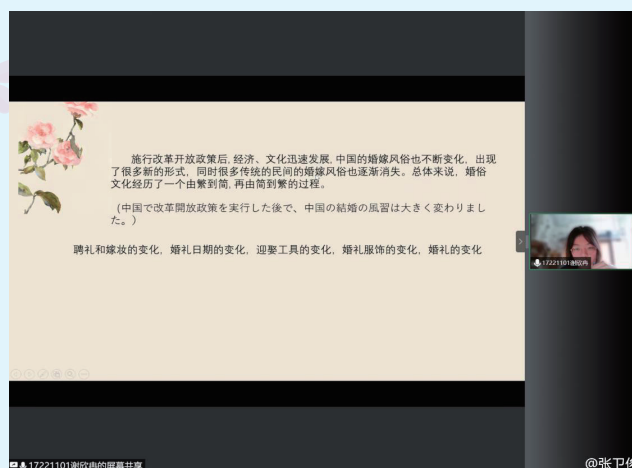 施行改革开放政策后, 经济、文化迅速发展, 中国的婚嫁风俗也不断变化，出现
了很多新的形式，同时很多传统的民间的婚嫁风俗也逐渐消失。总体来说，婚俗
文化经历了一个由繁到简, 再由简到繁的过程。
(中国で改革開放政策を実行した後で、中国の結婚の風習は大きく変わりまし
た。)
聘礼和嫁妆的变化，婚礼日期的变化，迎娶工具的变化，婚礼服饰的变化，婚礼的变化
17221101谢欣冉
17221101谢欣冉的屏幕共享
@张卫俊